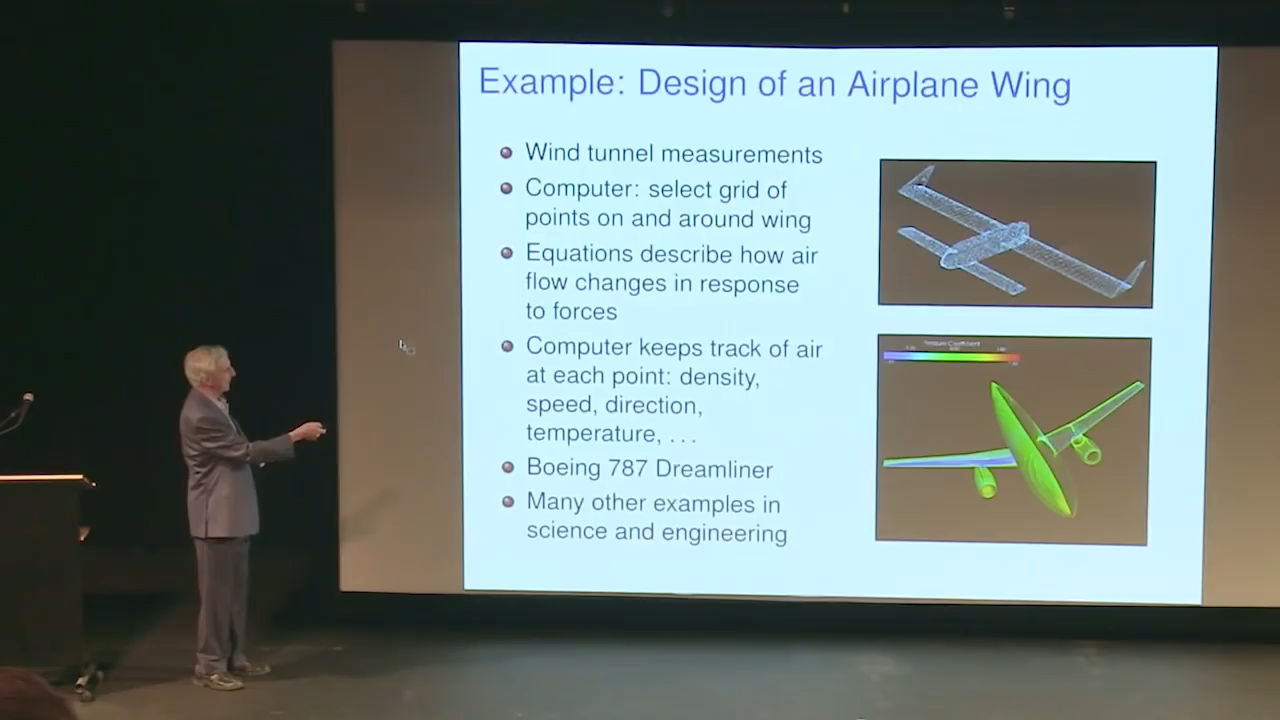 Example: Design of an Airplane Wing
Wind tunnel measurements
Computer: select grid of
points on and around wing
Equations describe how air
flow changes in response
to forces
Computer keeps track of air
at each point: density,
speed, direction,
temperature, . . .
Boeing 787 Dreamliner
Many other examples in
science and engineering
Pressure Coefficient